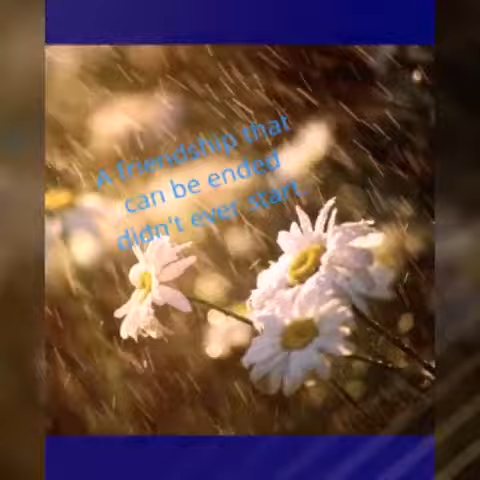 A friendship that
can be ended
didn't ever start.